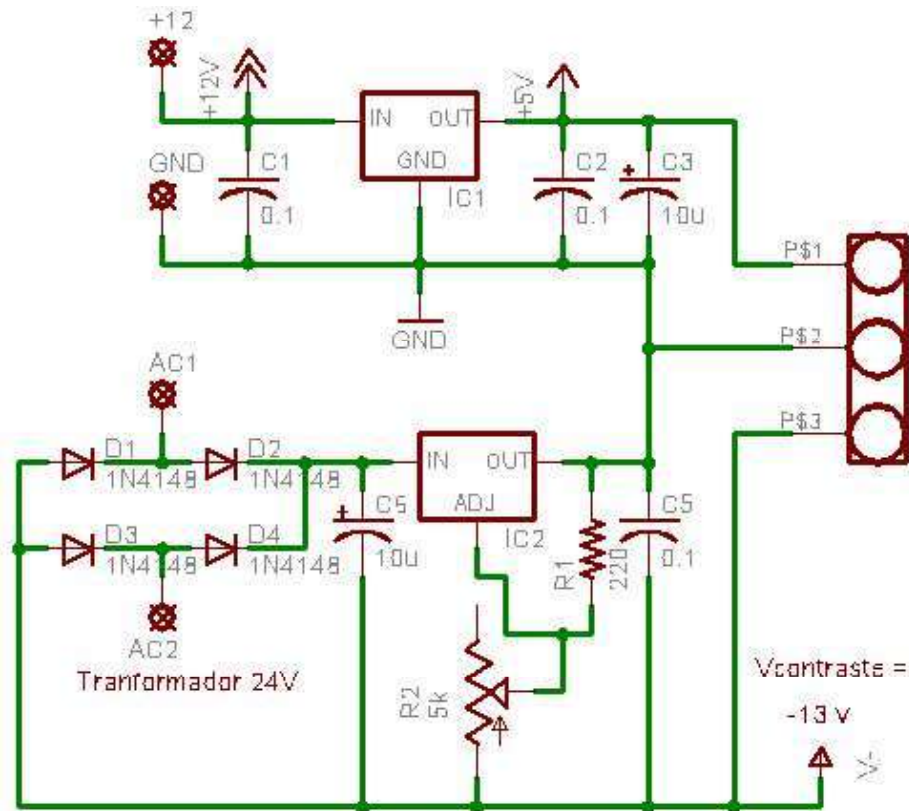 +12
+12V
IN
oUT
GND
IC1
+5V
GND
C1
0.1
C2
0.1
C3
10u
P$1
GND
P$2
AC1
P$3
D1
1N4148
D2
1N4148
IN
oUT
ADJ
IC2
C5
10u
D3
1N4148
D4
1N4148
R1
220
C5
0.1
AC2
Tranformador 24V
R2
5k
Vcontraste =
-13 v
V-